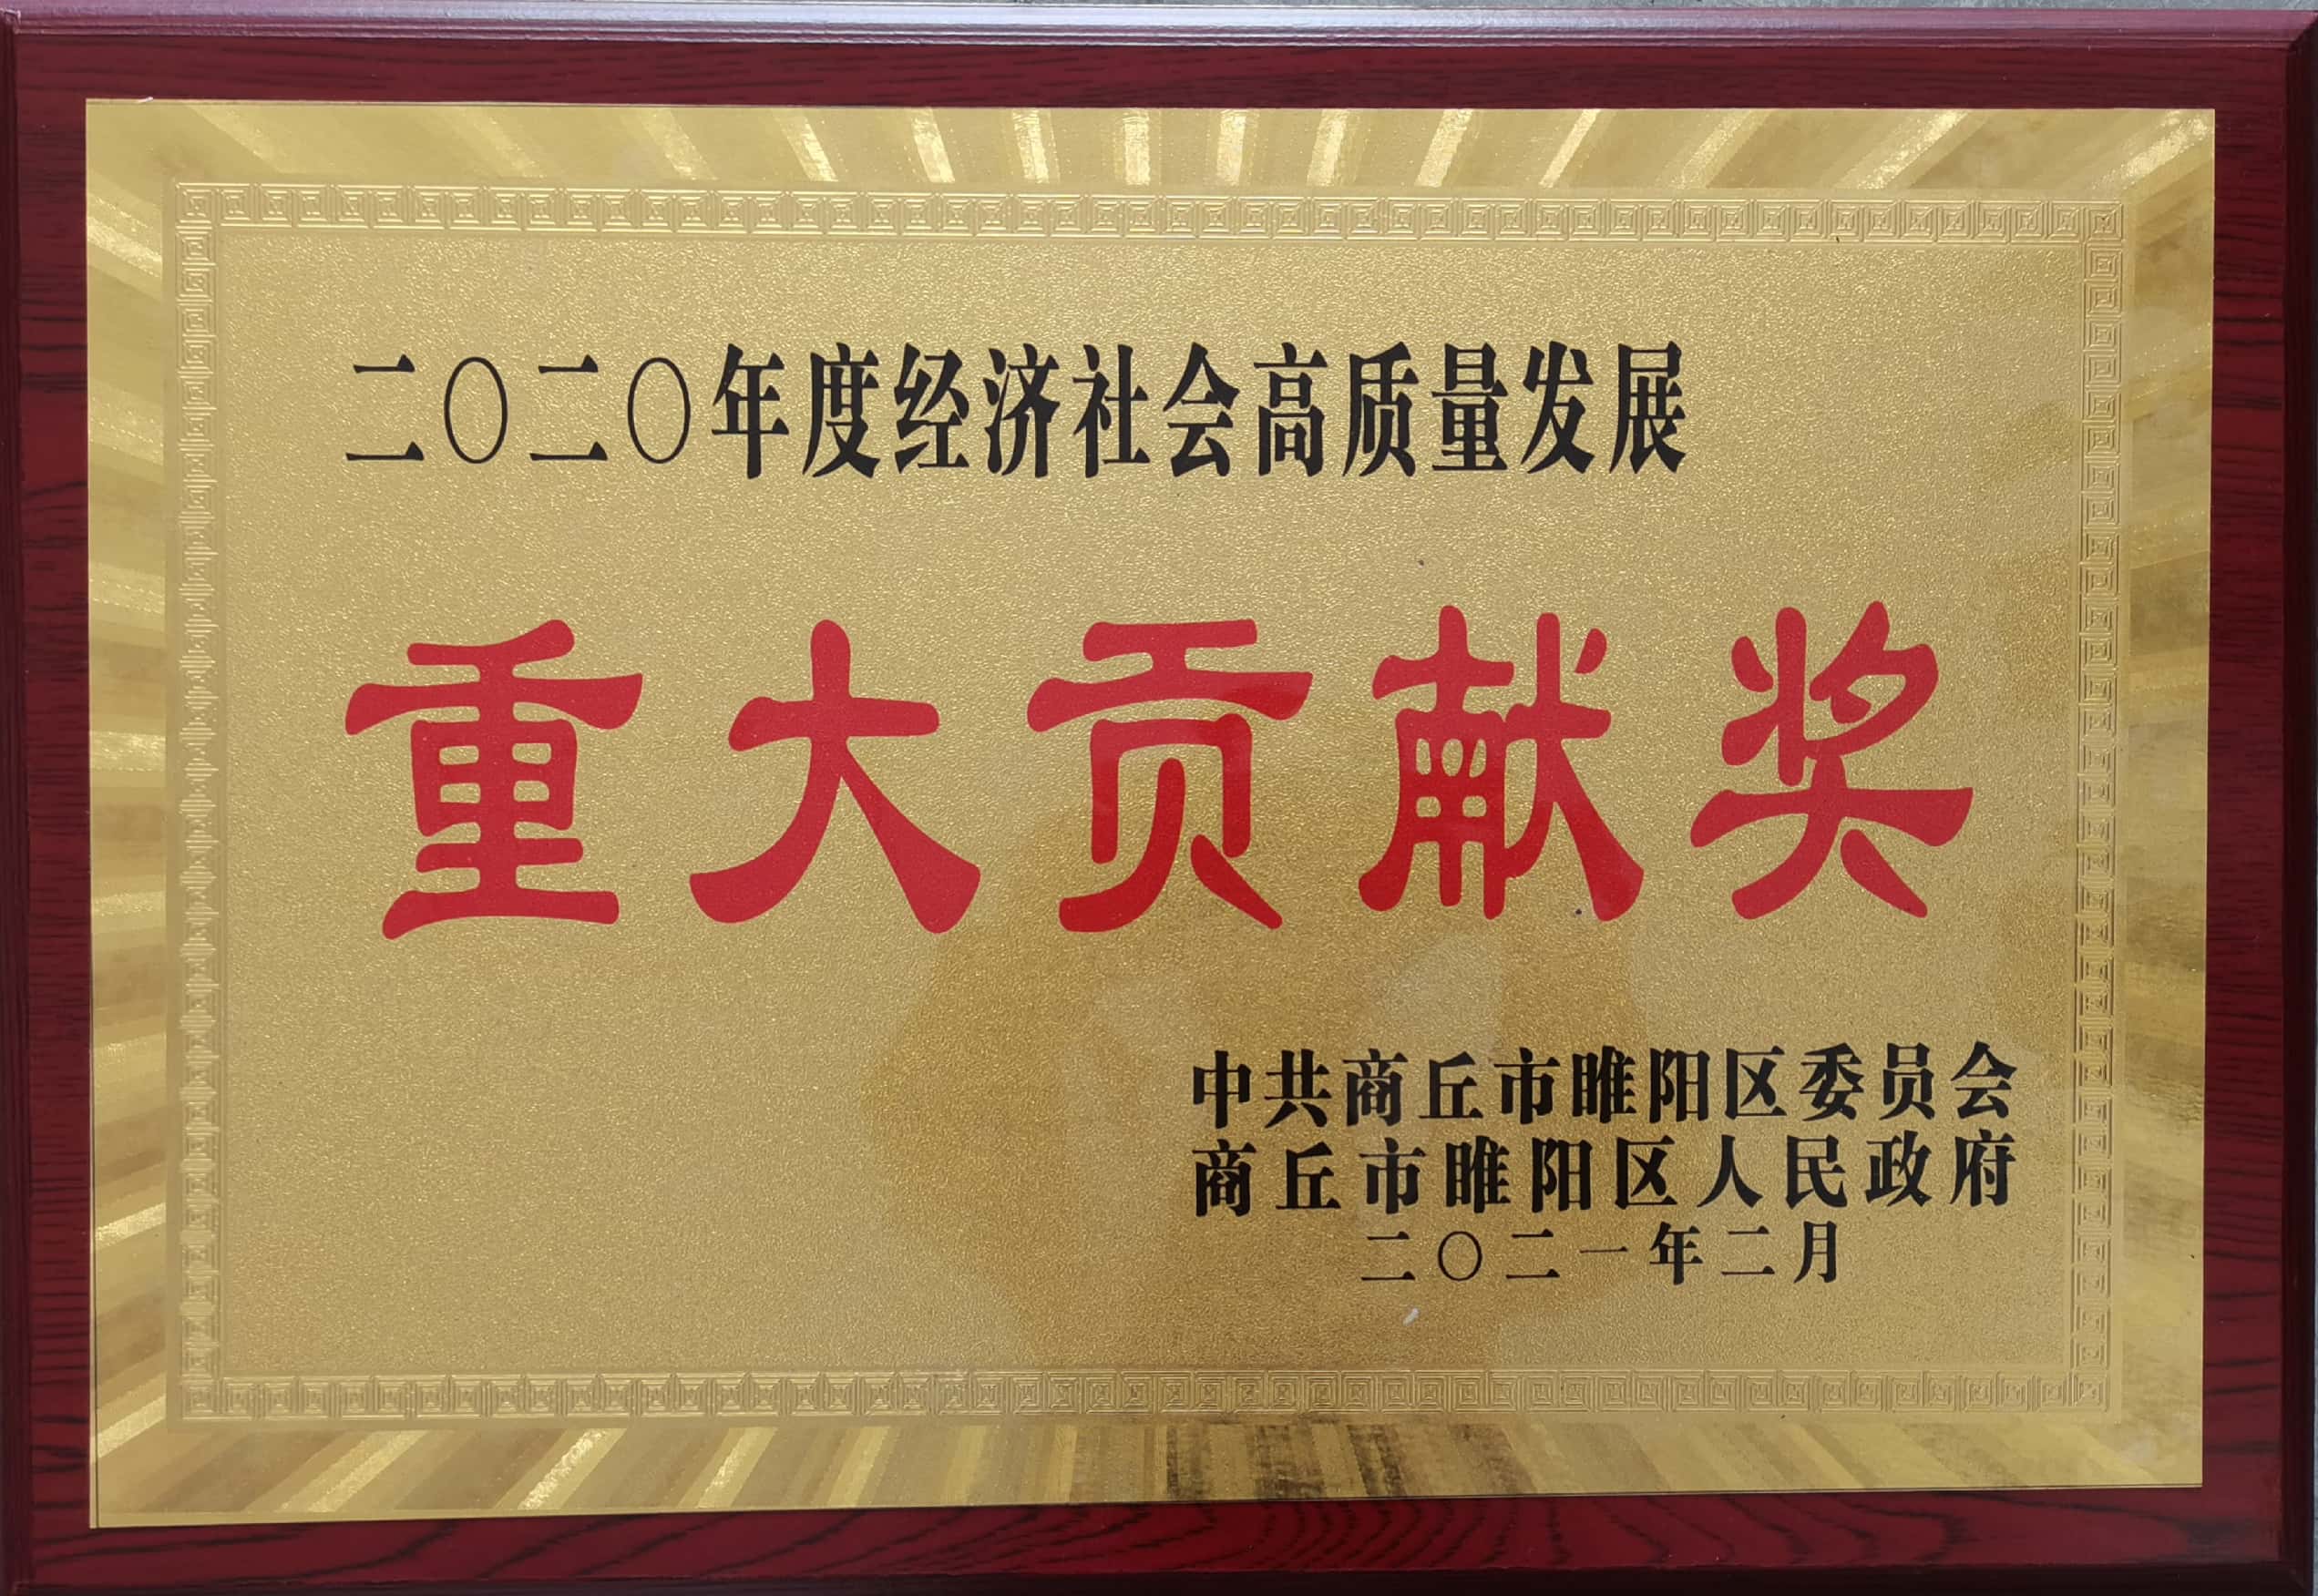 二〇二〇年度经济社会高质量发展
重大贡献奖
中共商丘市睢阳区委员会
商丘市睢阳区人民政府
二〇二一年二月